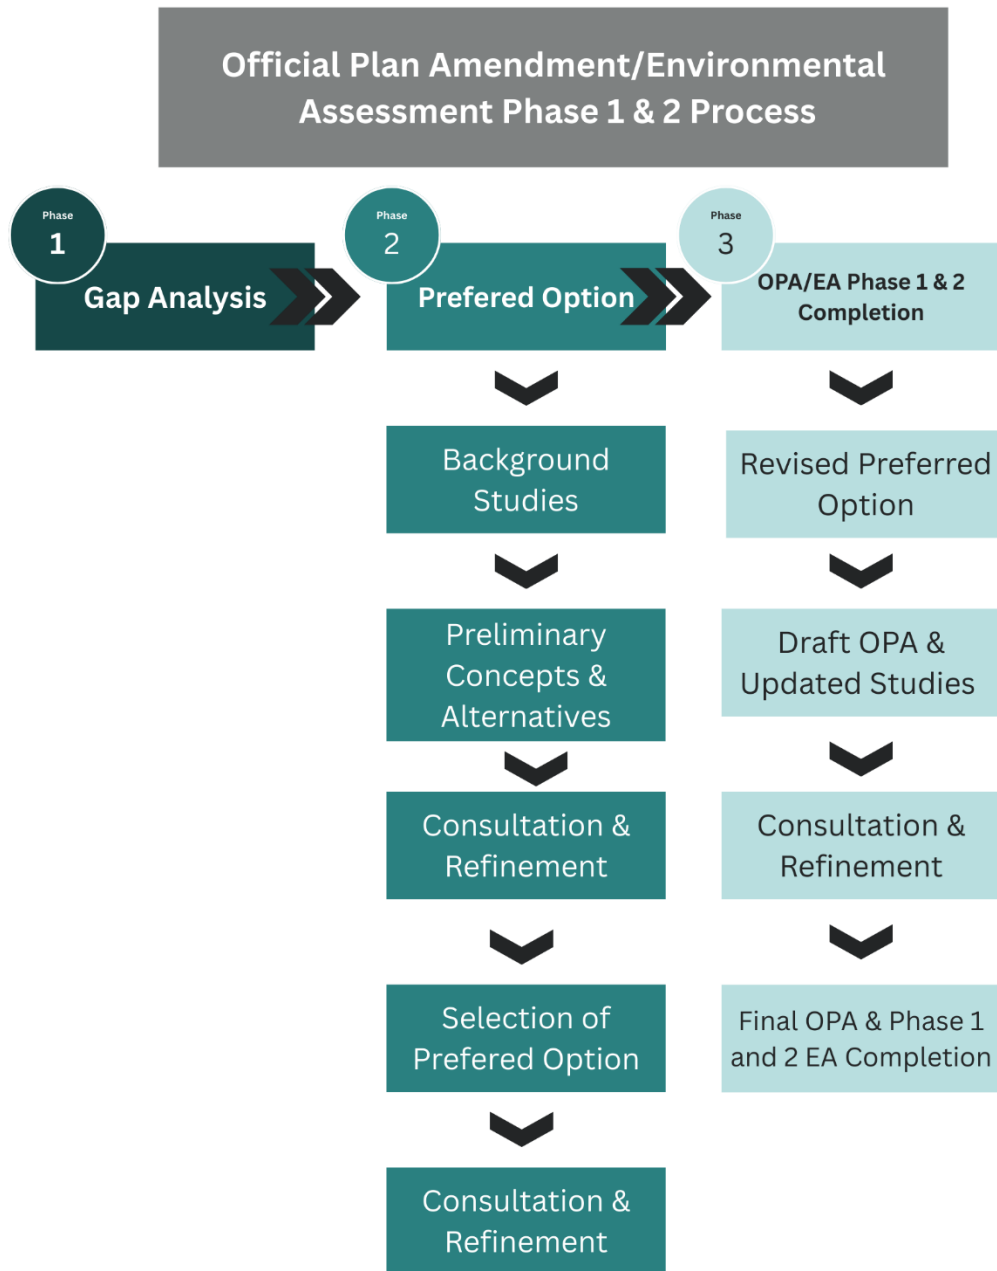 Official Plan Amendment/Environmental
Assessment Phase 1 & 2 Process
Phase
1
Gap Analysis
Phase
2
Prefered Option
Phase
3
OPA/EA Phase 1 & 2
Completion
Background
Studies
Preliminary
Concepts &
Alternatives
Consultation &
Refinement
Selection of
Prefered Option
Consultation &
Refinement
Revised Preferred
Option
Draft OPA &
Updated Studies
Consultation &
Refinement
Final OPA & Phase 1
and 2 EA Completion